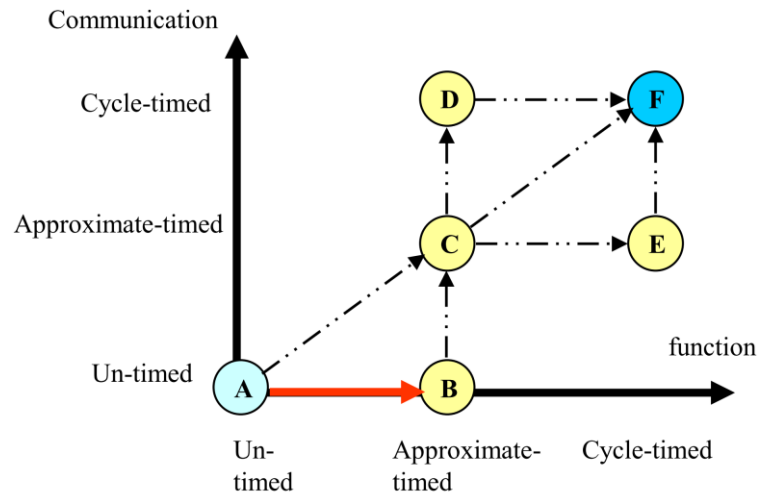 Communication
Cycle-timed
D
F
Approximate-timed
C
E
function
Un-timed
A
B
Un-
timed
Approximate-
timed
Cycle-timed